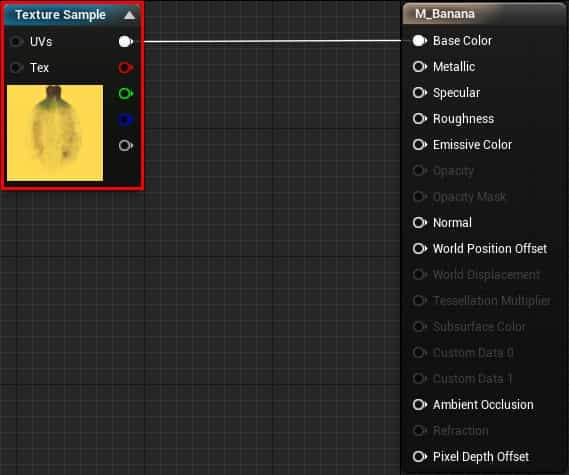 Texture Sample
UVs
Tex
M_Banana
Base Color
Metallic
Specular
Roughness
Emissive Color
Opacity
Opacity Mask
Normal
World Position Offset
World Displacement
Tessellation Multiplier
Subsurface Color
Custom Data 0
Custom Data 1
Ambient Occlusion
Refraction
Pixel Depth Offset